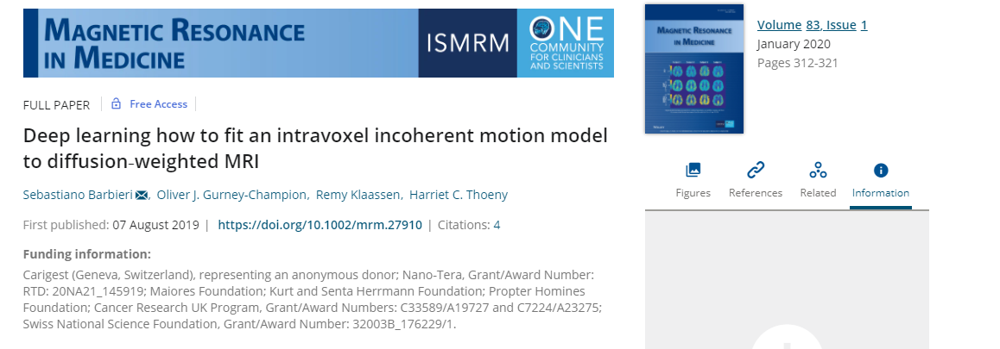 MAGNETIC RESONANCE
IN MEDICINE
ISMRM
ONE
COMMUNITY
FOR CLINICIANS
AND SCIENTISTS
FULL PAPER
Free Access
Deep learning how to fit an intravoxel incoherent motion model
to diffusion-weighted MRI
Sebastiano Barbieri, Oliver J. Gurney-Champion, Remy Klaassen, Harriet C. Thoeny
First published: 07 August 2019 | https://doi.org/10.1002/mrm.27910 | Citations: 4
Funding information:
Carigest (Geneva, Switzerland), representing an anonymous donor; Nano-Tera, Grant/Award Number:
RTD: 20NA21_145919; Maiores Foundation; Kurt and Senta Herrmann Foundation; Propter Homines
Foundation; Cancer Research UK Program, Grant/Award Numbers: C33589/A19727 and C7224/A23275;
Swiss National Science Foundation, Grant/Award Number: 32003B_176229/1.
MAGNETIC RESONANCE
IN MEDICINE
WILEY
Volume 83, Issue 1
January 2020
Pages 312-321
Figures
References
Related
Information